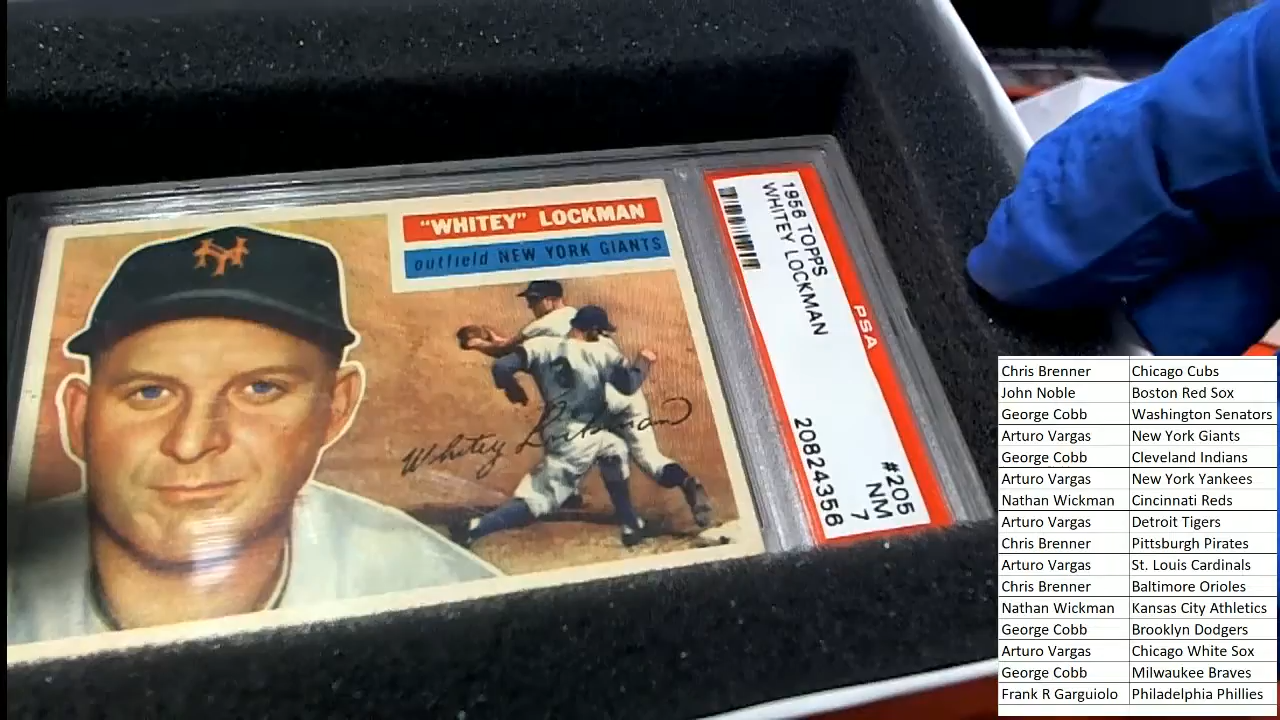 "WHITEY" LOCKMAN
outfield NEW YORK GIANTS
NY
Whitey Lockman
1956 TOPPS
WHITEY LOCKMAN
#205
NM
7
20824356
PSA
Chris Brenner Chicago Cubs
John Noble Boston Red Sox
George Cobb Washington Senators
Arturo Vargas New York Giants
George Cobb Cleveland Indians
Arturo Vargas New York Yankees
Nathan Wickman Cincinnati Reds
Arturo Vargas Detroit Tigers
Chris Brenner Pittsburgh Pirates
Arturo Vargas St. Louis Cardinals
Chris Brenner Baltimore Orioles
Nathan Wickman Kansas City Athletics
George Cobb Brooklyn Dodgers
Arturo Vargas Chicago White Sox
George Cobb Milwaukee Braves
Frank R Garguiolo Philadelphia Phillies